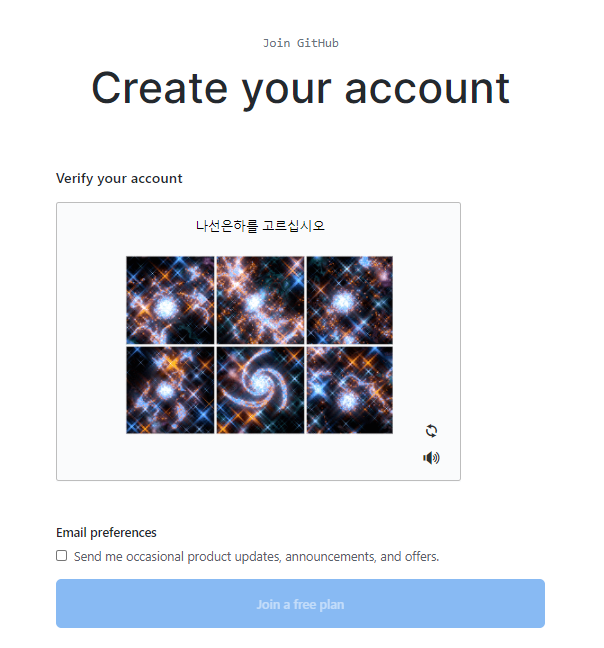 Join GitHub
Create your account
Verify your account
나선은하를 고르십시오
Email preferences
Send me occasional product updates, announcements, and offers.
Join a free plan